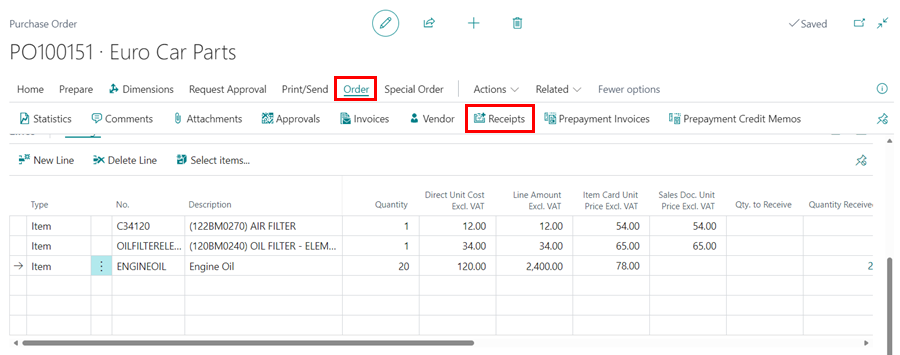 Purchase Order
Saved
PO100151 · Euro Car Parts
Home Prepare Dimensions Request Approval Print/Send Order Special Order Actions Related Fewer options
Statistics Comments Attachments Approvals Invoices Vendor Receipts Prepayment Invoices Prepayment Credit Memos
New Line Delete Line Select items...
Type No. Description Quantity Direct Unit Cost Excl. VAT Line Amount Excl. VAT Item Card Unit Price Excl. VAT Sales Doc. Unit Price Excl. VAT Qty. to Receive Quantity Received
Item C34120 (122BM0270) AIR FILTER 1 12.00 12.00 54.00 54.00
Item OILFILTERELE... (120BM0240) OIL FILTER - ELEM... 1 34.00 34.00 65.00 65.00
Item ENGINEOIL Engine Oil 20 120.00 2,400.00 78.00 2